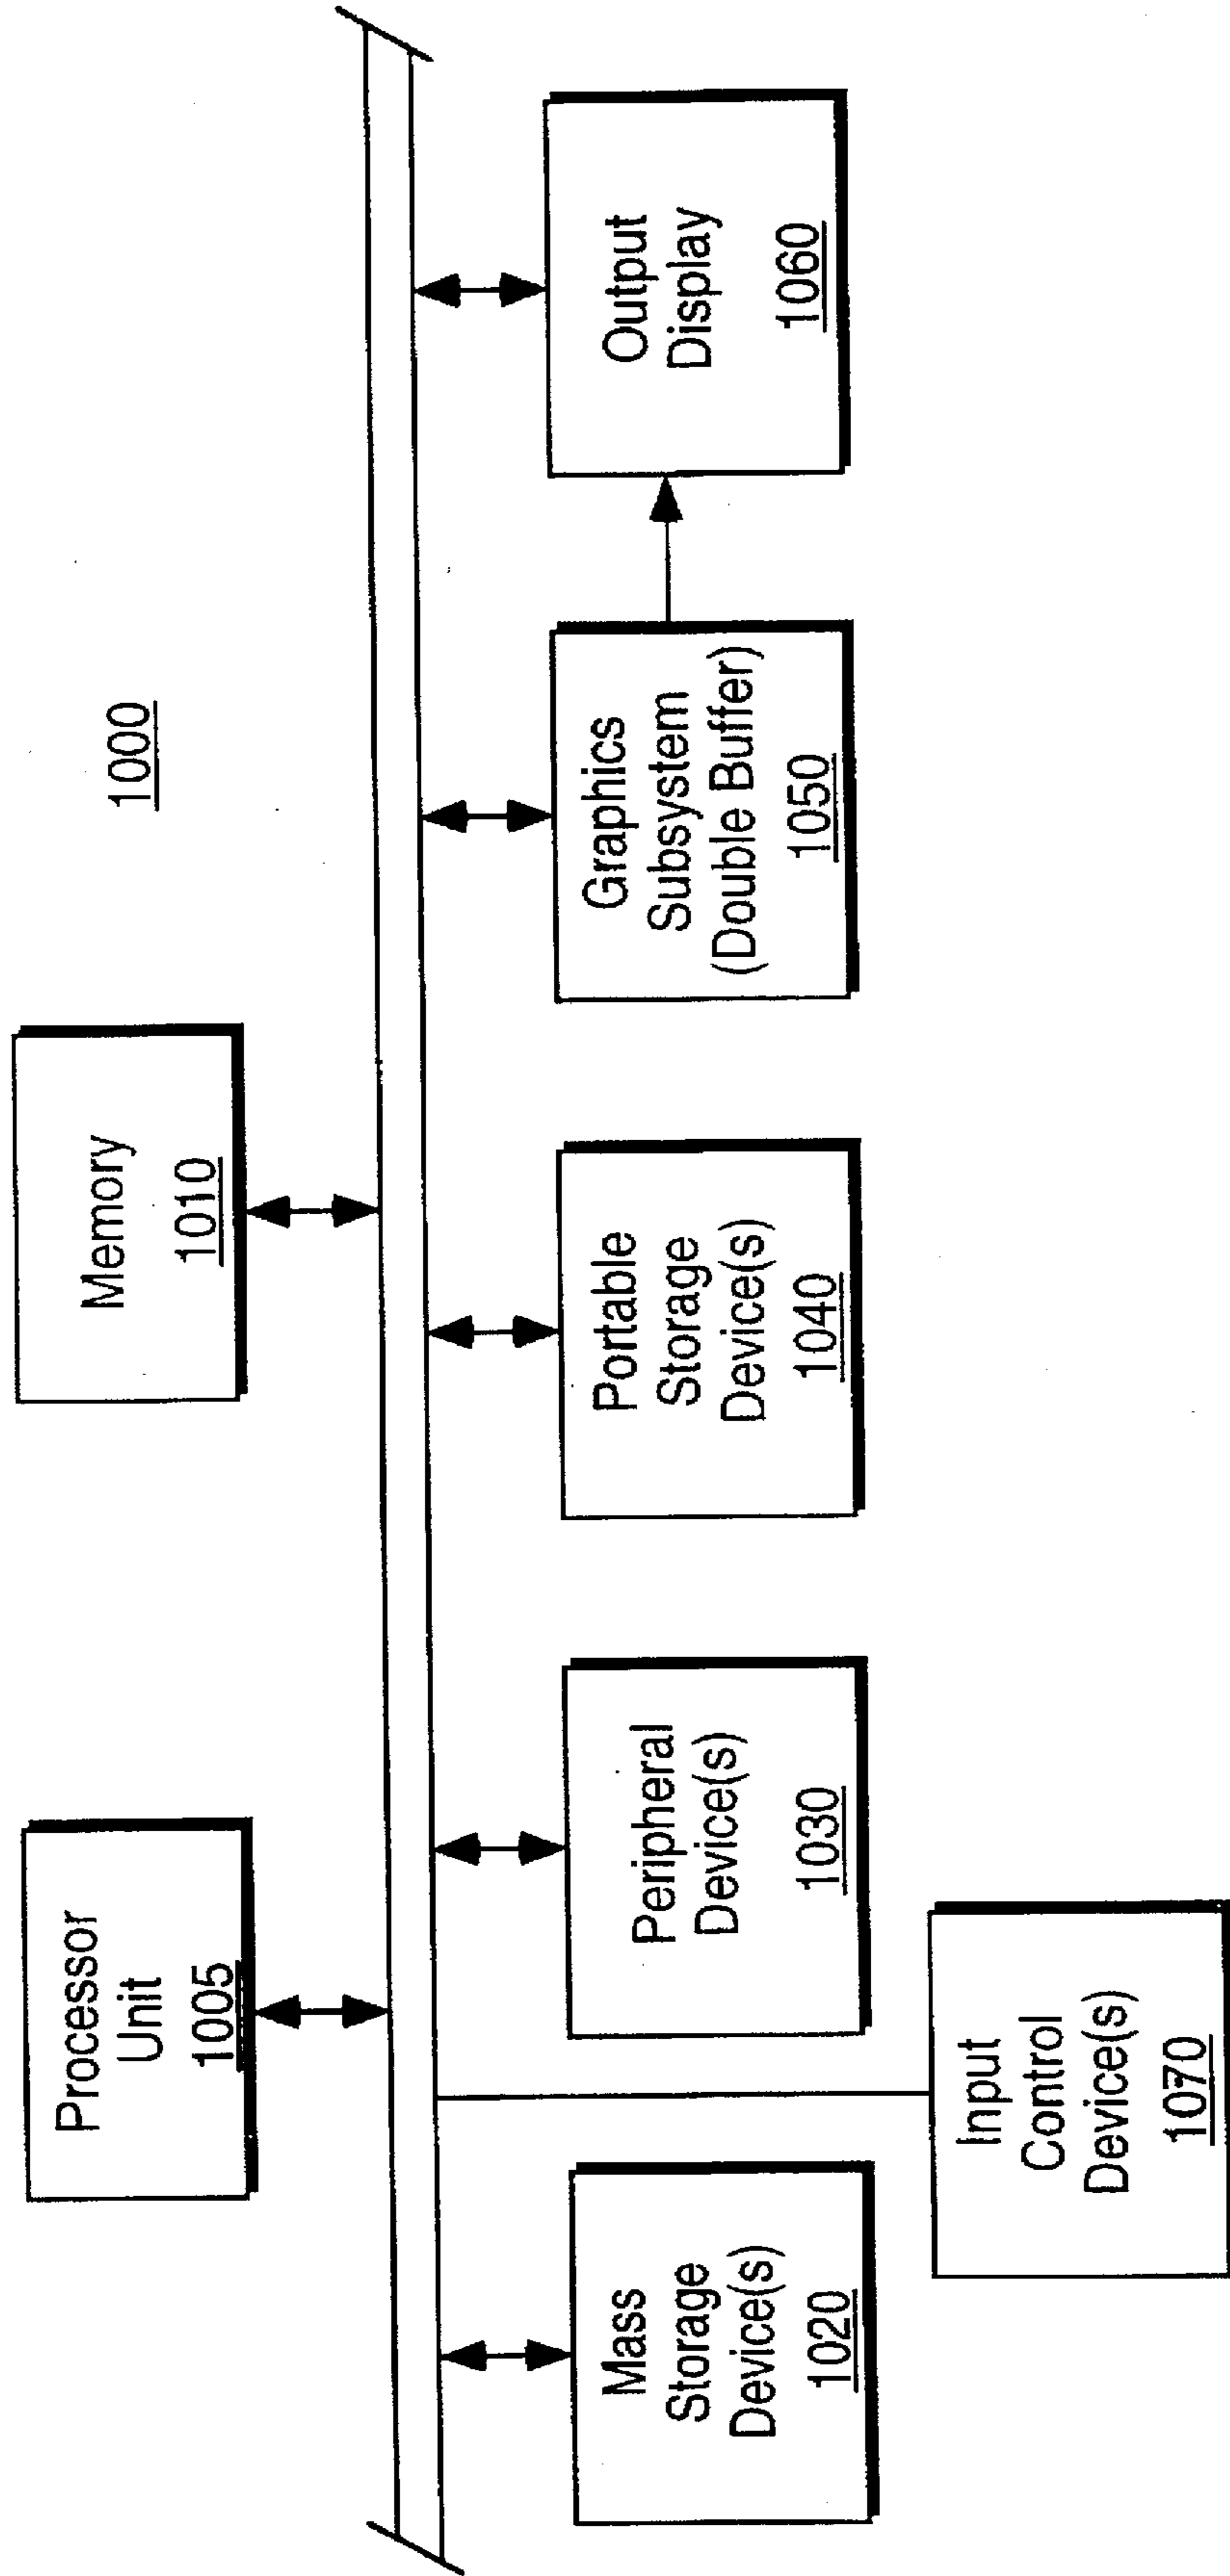 1000
Processor
Unit
1005
Memory
1010
Mass
Storage
Device(s)
1020
Peripheral
Device(s)
1030
Portable
Storage
Device(s)
1040
Graphics
Subsystem
(Double Buffer)
1050
Output
Display
1060
Input
Control
Device(s)
1070